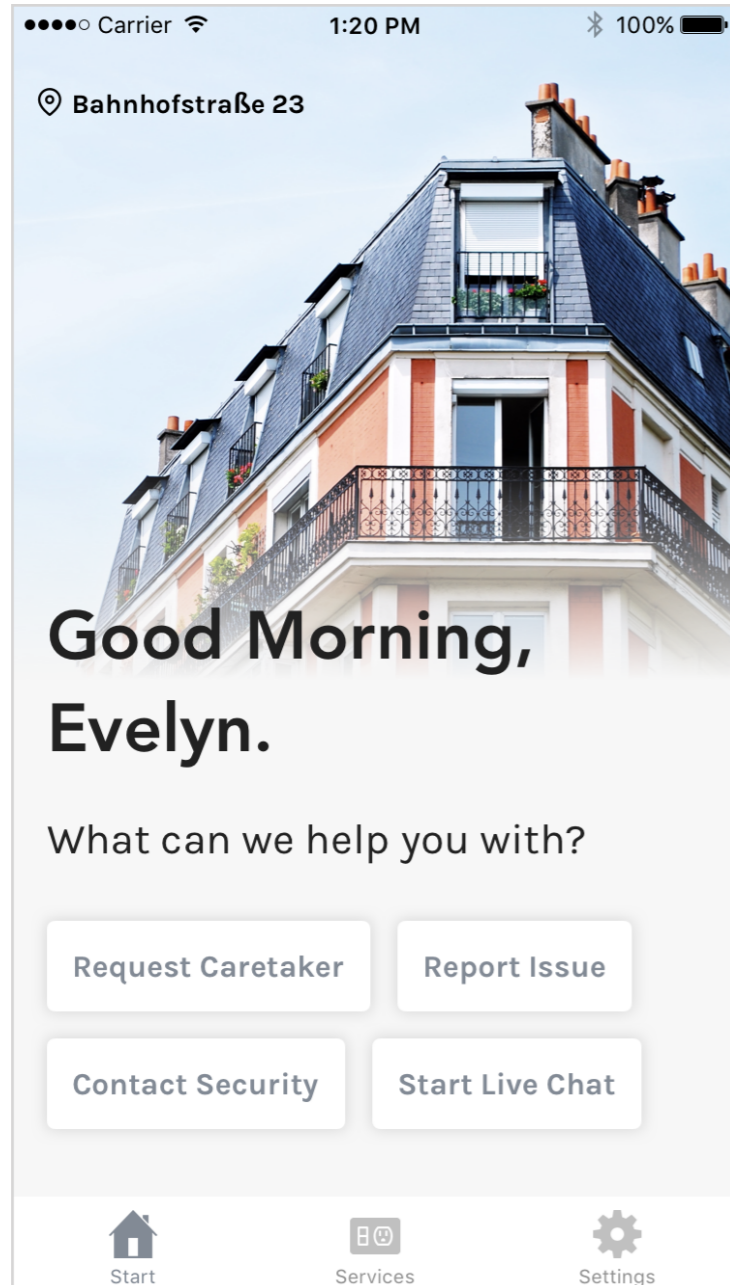 Carrier
1:20 PM
100%
Bahnhofstraße 23
Good Morning,
Evelyn.
What can we help you with?
Request Caretaker
Report Issue
Contact Security
Start Live Chat
Start
Services
Settings